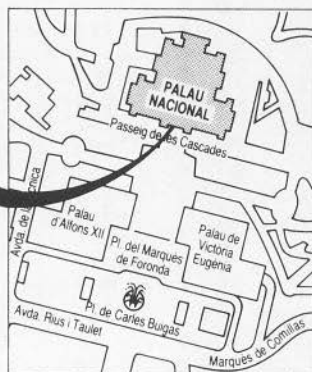 PALAU
NACIONAL
Passeig de les Cascades
Avda. de
Palau
d'Alfons XII
Pl. del Marquès
de Foronda
Palau de
Victòria
Eugènia
Pl. de Carles Buigas
Avda. Rius i Taulet
Marquès de Comillas